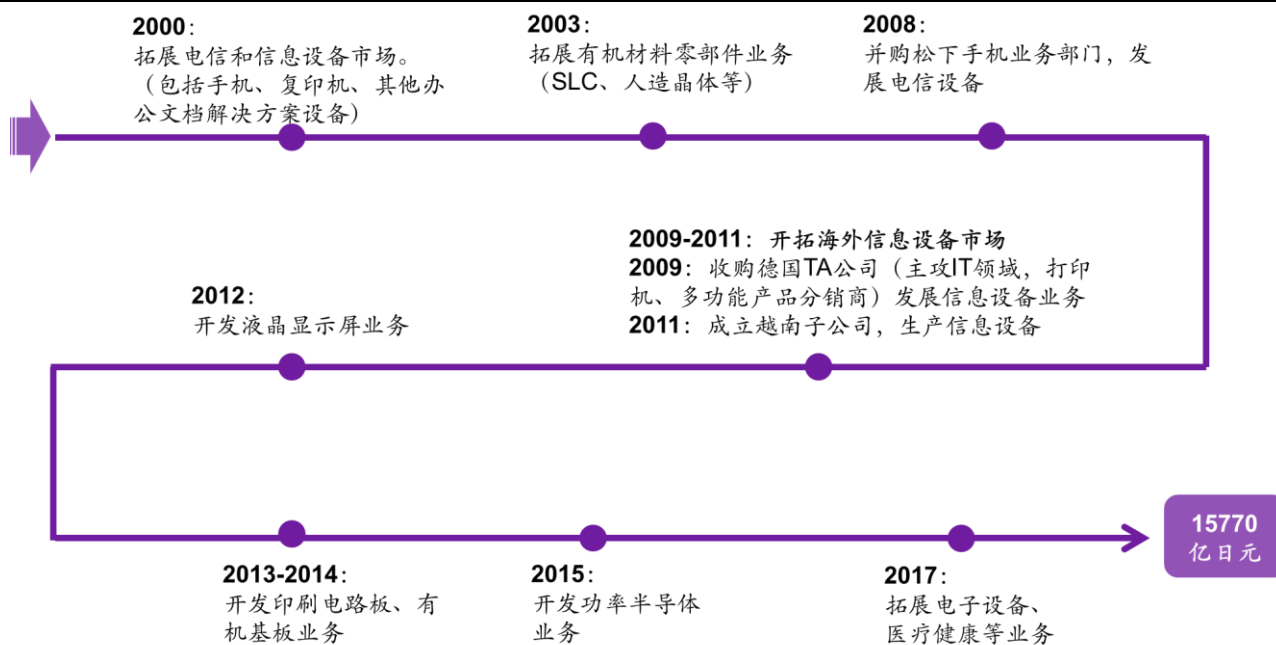 2000：
拓展电信和信息设备市场。
（包括手机、复印机、其他办
公文档解决方案设备）
2003：
拓展有机材料零部件业务
（SLC、人造晶体等）
2008：
并购松下手机业务部门，发
展电信设备
2009-2011：开拓海外信息设备市场
2009：收购德国TA公司（主攻IT领域，打印
机、多功能产品分销商）发展信息设备业务
2011：成立越南子公司，生产信息设备
2012：
开发液晶显示屏业务
2013-2014：
开发印刷电路板、有
机基板业务
2015：
开发功率半导体
业务
2017：
拓展电子设备、
医疗健康等业务
15770
亿日元